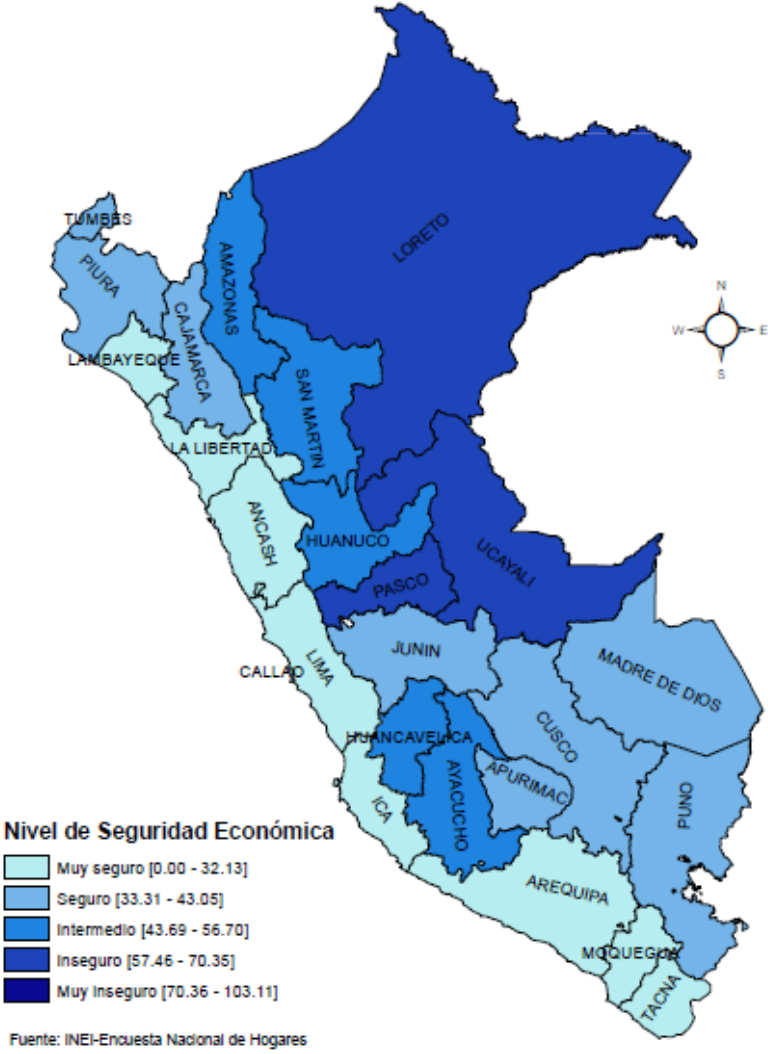 N
W
E
S
LORETO
TUMBES
PIURA
AMAZONAS
CAJAMARCA
LAMBAYEQUE
SAN MARTIN
LA LIBERTAD
ANCASH
HUANUCO
UCAYALI
PASCO
JUNIN
LIMA
CALLAO
MADRE DE DIOS
CUSCO
HUANCAVELICA
AYACUCHO
APURIMAC
ICA
PUNO
AREQUIPA
MOQUEGUA
TACNA
Nivel de Seguridad Económica
Muy seguro [0.00 - 32.13]
Seguro [33.31 - 43.05]
Intermedio [43.69 - 56.70]
Inseguro [57.46 - 70.35]
Muy Inseguro [70.36 - 103.11]
Fuente: INEI-Encuesta Nacional de Hogares